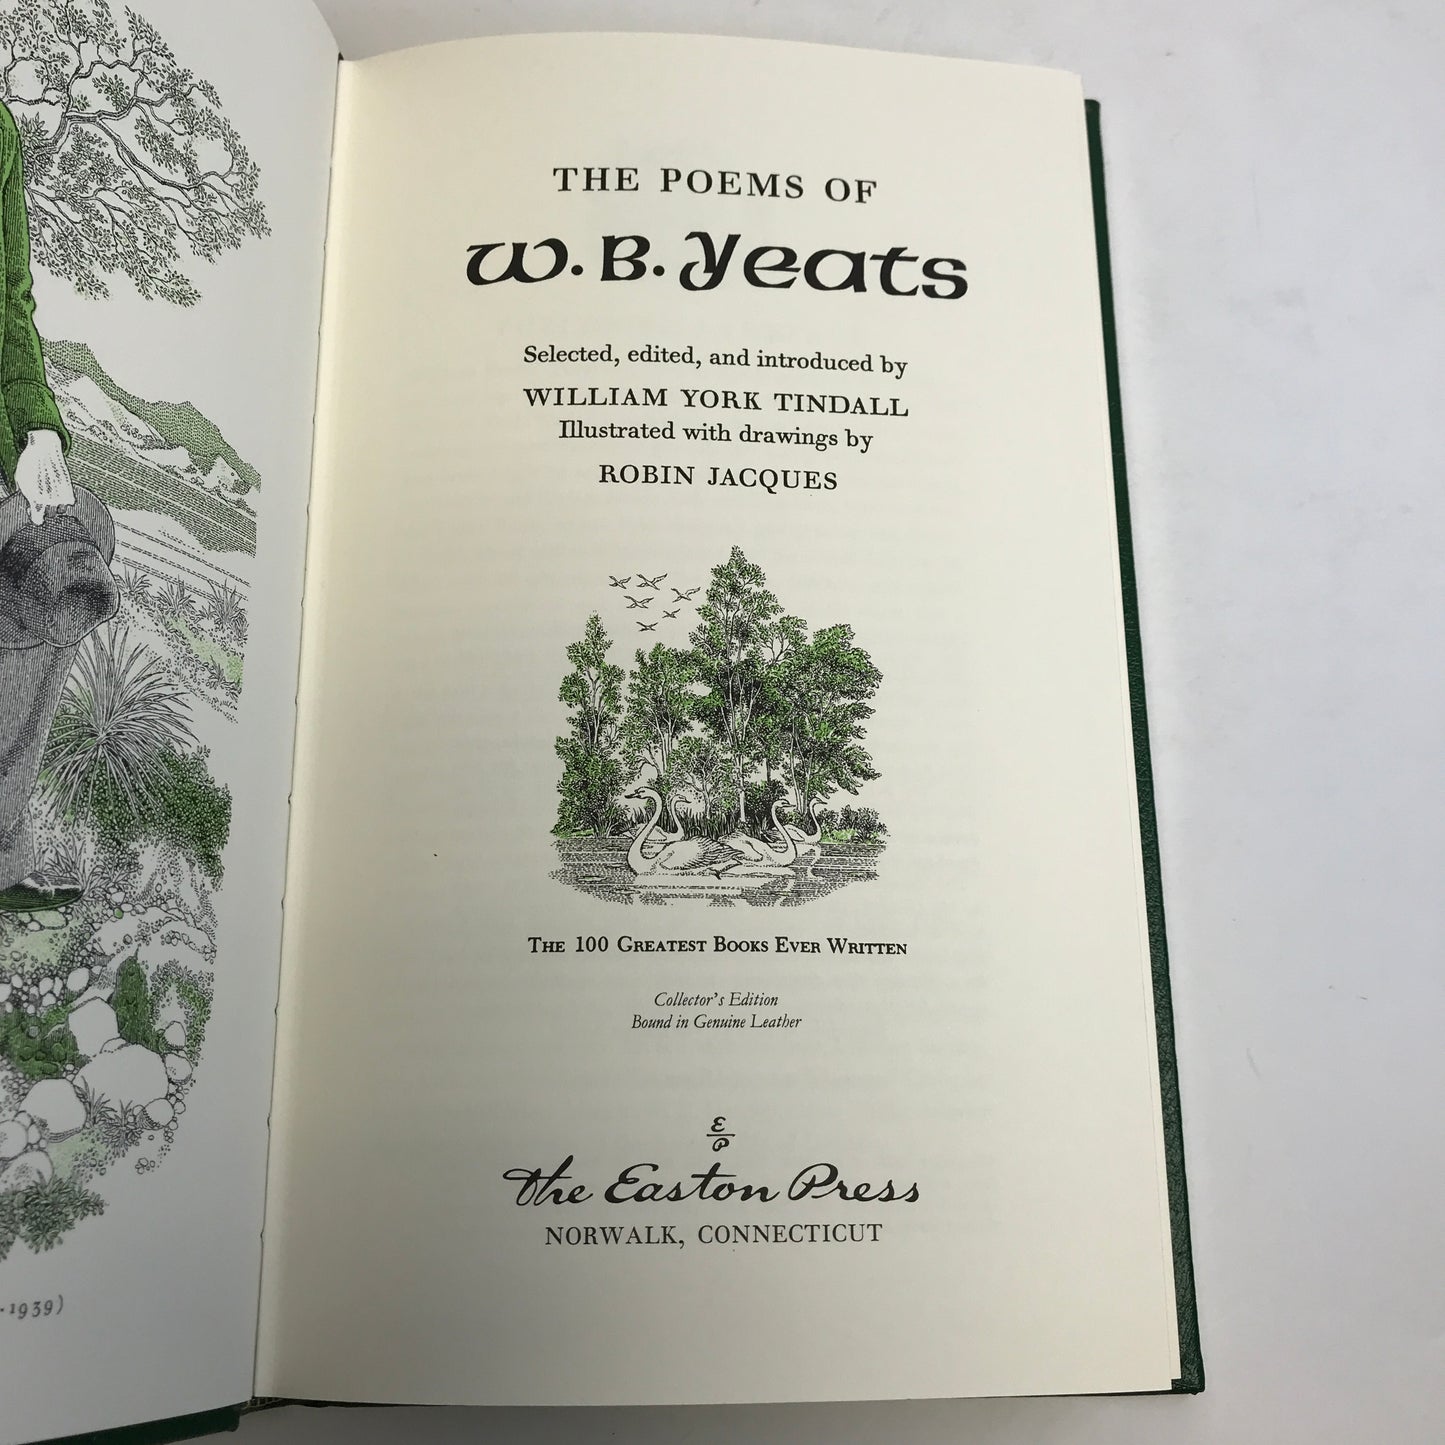 -1939)
THE POEMS OF
W. B. Yeats
Selected, edited, and introduced by
WILLIAM YORK TINDALL
Illustrated with drawings by
ROBIN JACQUES
THE 100 GREATEST BOOKS EVER WRITTEN
Collector's Edition
Bound in Genuine Leather
E
P
The Easton Press
NORWALK, CONNECTICUT